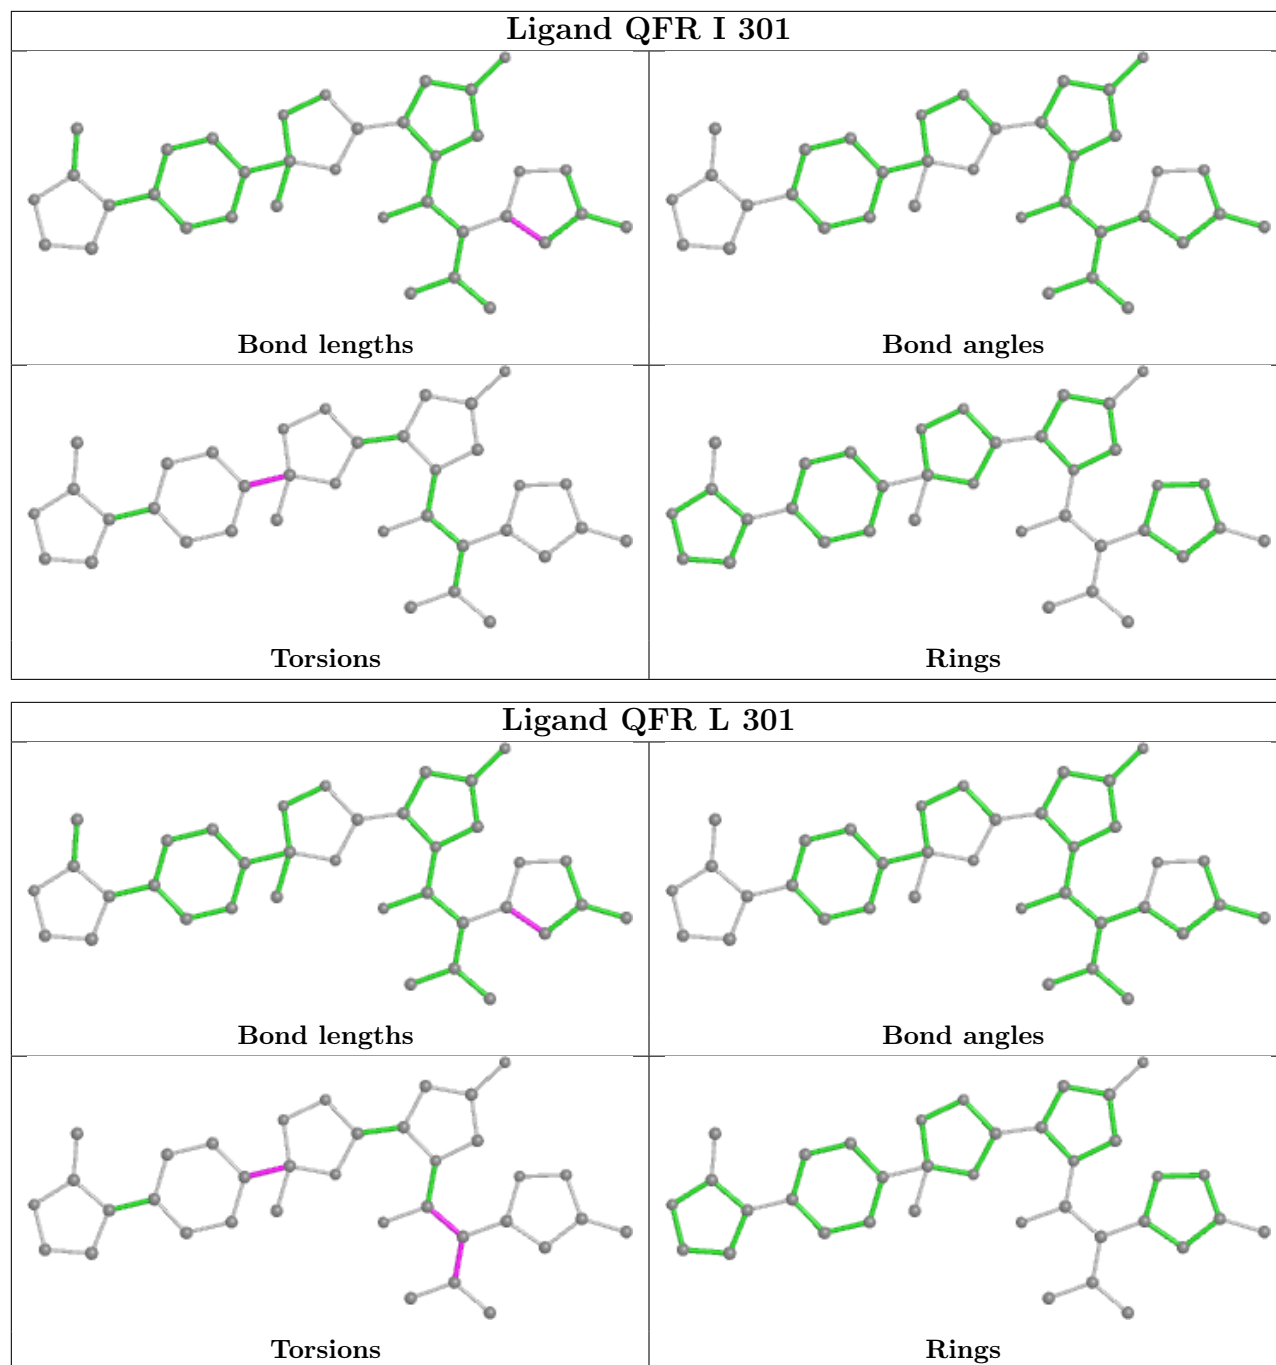 Ligand QFR I 301
Bond lengths
Bond angles
Torsions
Rings
Ligand QFR L 301
Bond lengths
Bond angles
Torsions
Rings